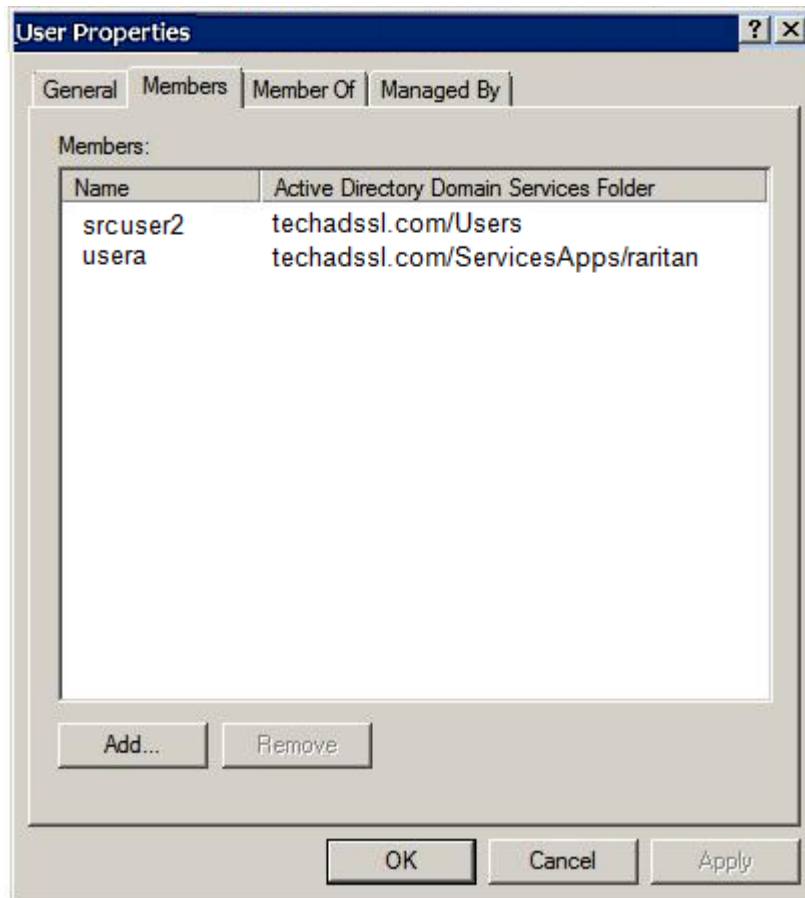 User Properties ? X
General Members Member Of Managed By
Members:
Name Active Directory Domain Services Folder
srcuser2 techadssl.com/Users
usera techadssl.com/ServicesApps/raritan
Add... Remove
OK Cancel Apply